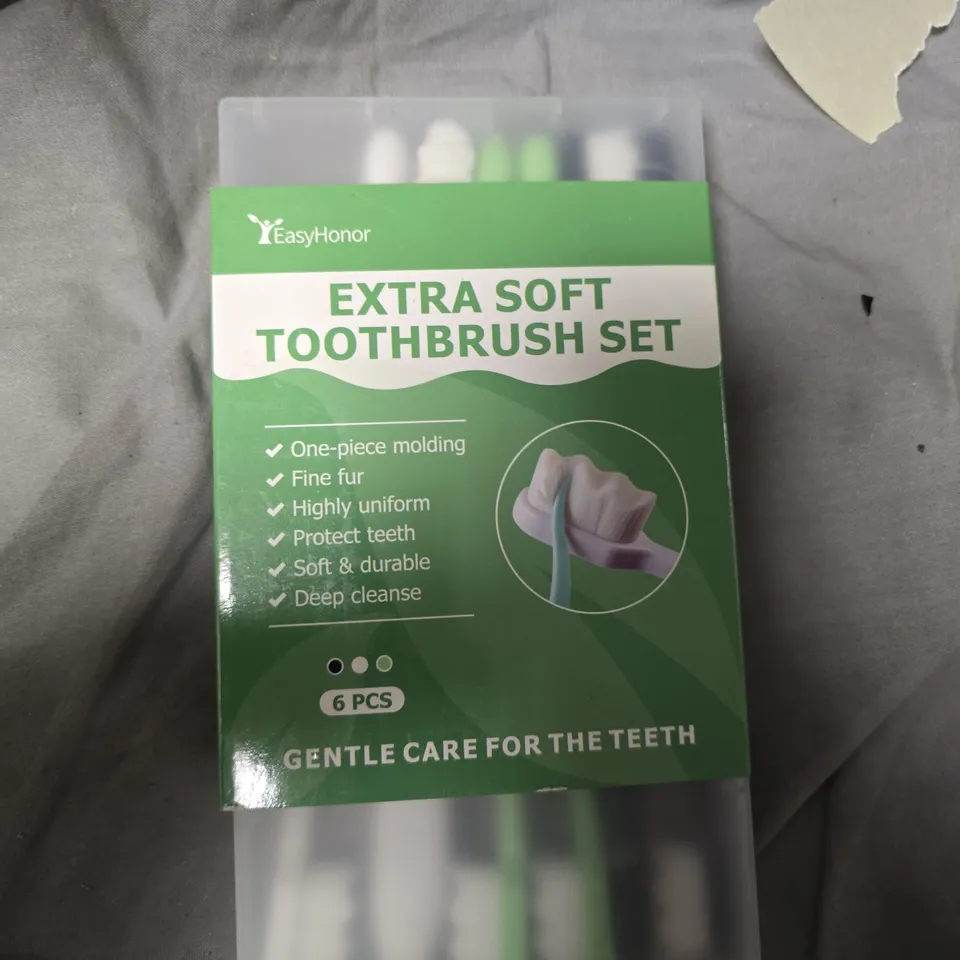 EasyHonor
EXTRA SOFT
TOOTHBRUSH SET
One-piece molding
Fine fur
Highly uniform
Protect teeth
Soft & durable
Deep cleanse
6 PCS
GENTLE CARE FOR THE TEETH